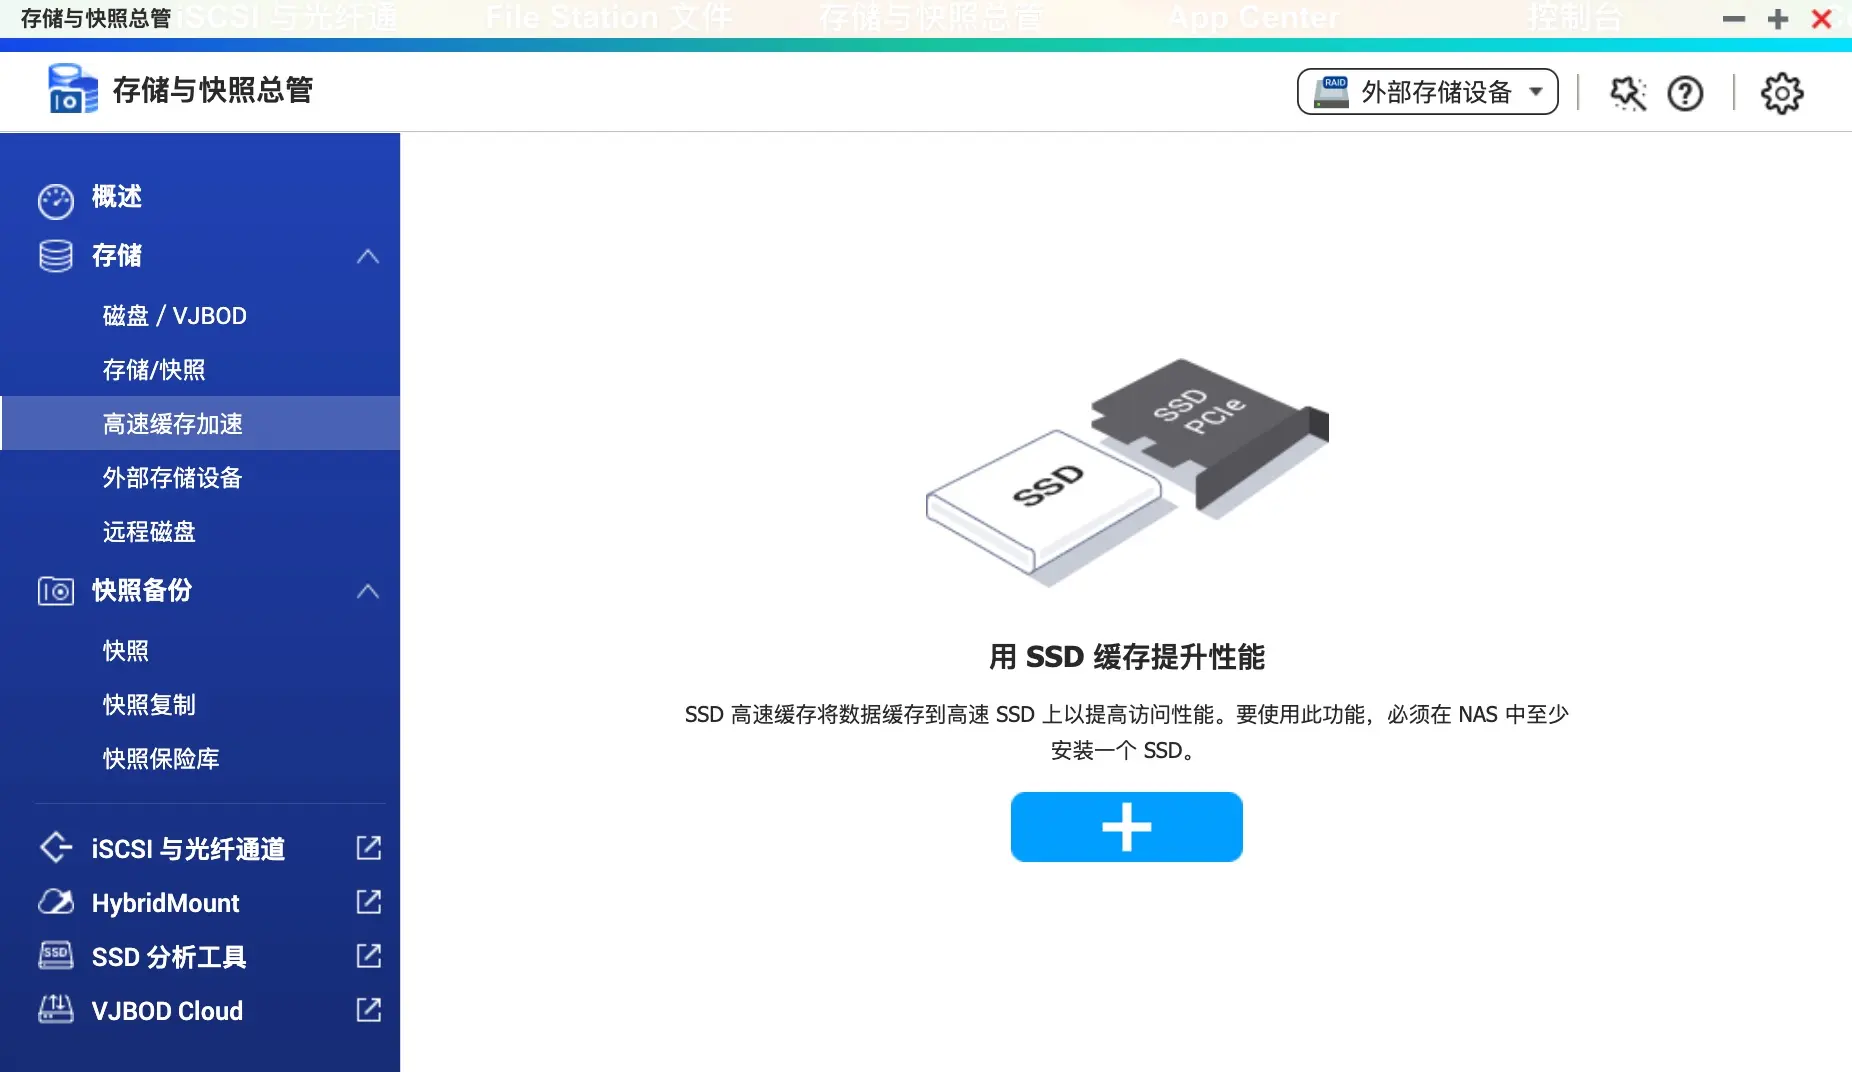 存储与快照总管
iSCSI 与光纤通
File Station 文件
存储与快照总管
App Center
控制台
存储与快照总管
RAID
外部存储设备
概述
存储
磁盘 / VJBOD
存储/快照
高速缓存加速
外部存储设备
远程磁盘
快照备份
快照
快照复制
快照保险库
iSCSI 与光纤通道
HybridMount
SSD
SSD 分析工具
VJBOD Cloud
SSD
PCIe
SSD
用 SSD 缓存提升性能
SSD 高速缓存将数据缓存到高速 SSD 上以提高访问性能。要使用此功能，必须在 NAS 中至少
安装一个 SSD。